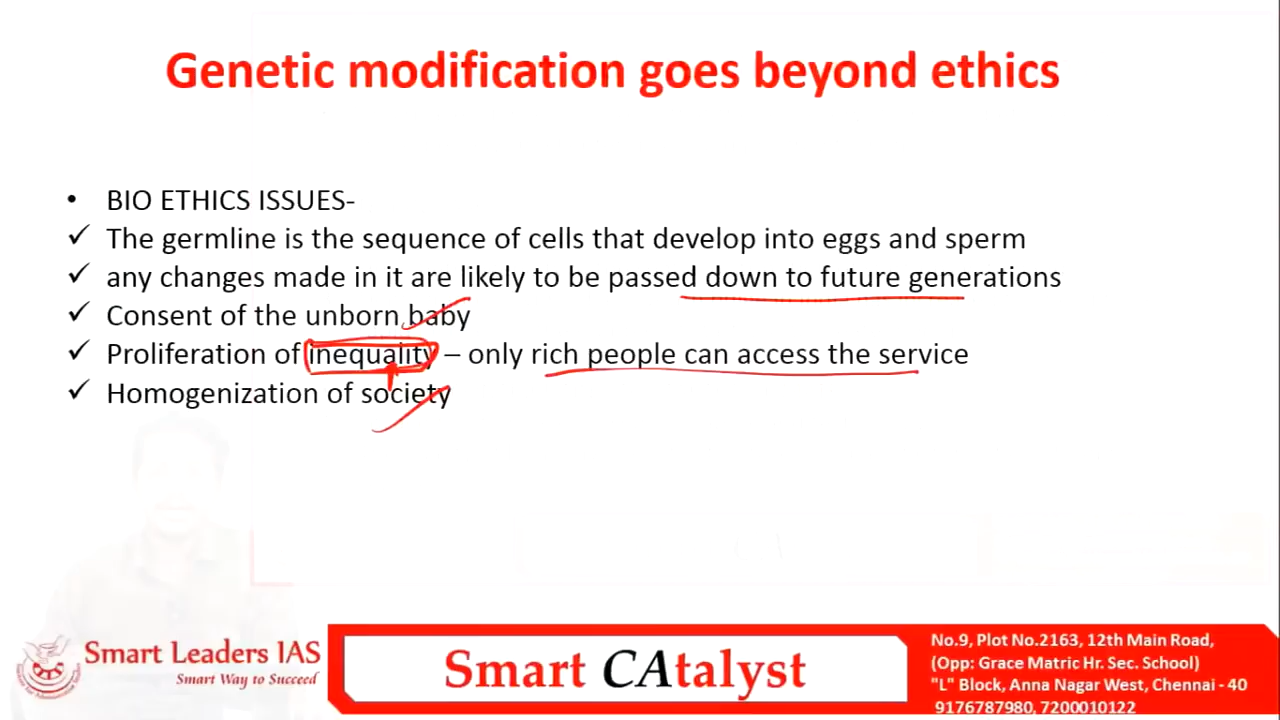 Genetic modification goes beyond ethics
• BIO ETHICS ISSUES-
✓ The germline is the sequence of cells that develop into eggs and sperm
✓ any changes made in it are likely to be passed down to future generations
✓ Consent of the unborn baby
✓ Proliferation of inequality – only rich people can access the service
✓ Homogenization of society
Smart Leaders IAS
Smart Way to Succeed
Smart CAtalyst
No.9, Plot No.2163, 12th Main Road,
(Opp: Grace Matric Hr. Sec. School)
"L" Block, Anna Nagar West, Chennai - 40
9176787980, 7200010122